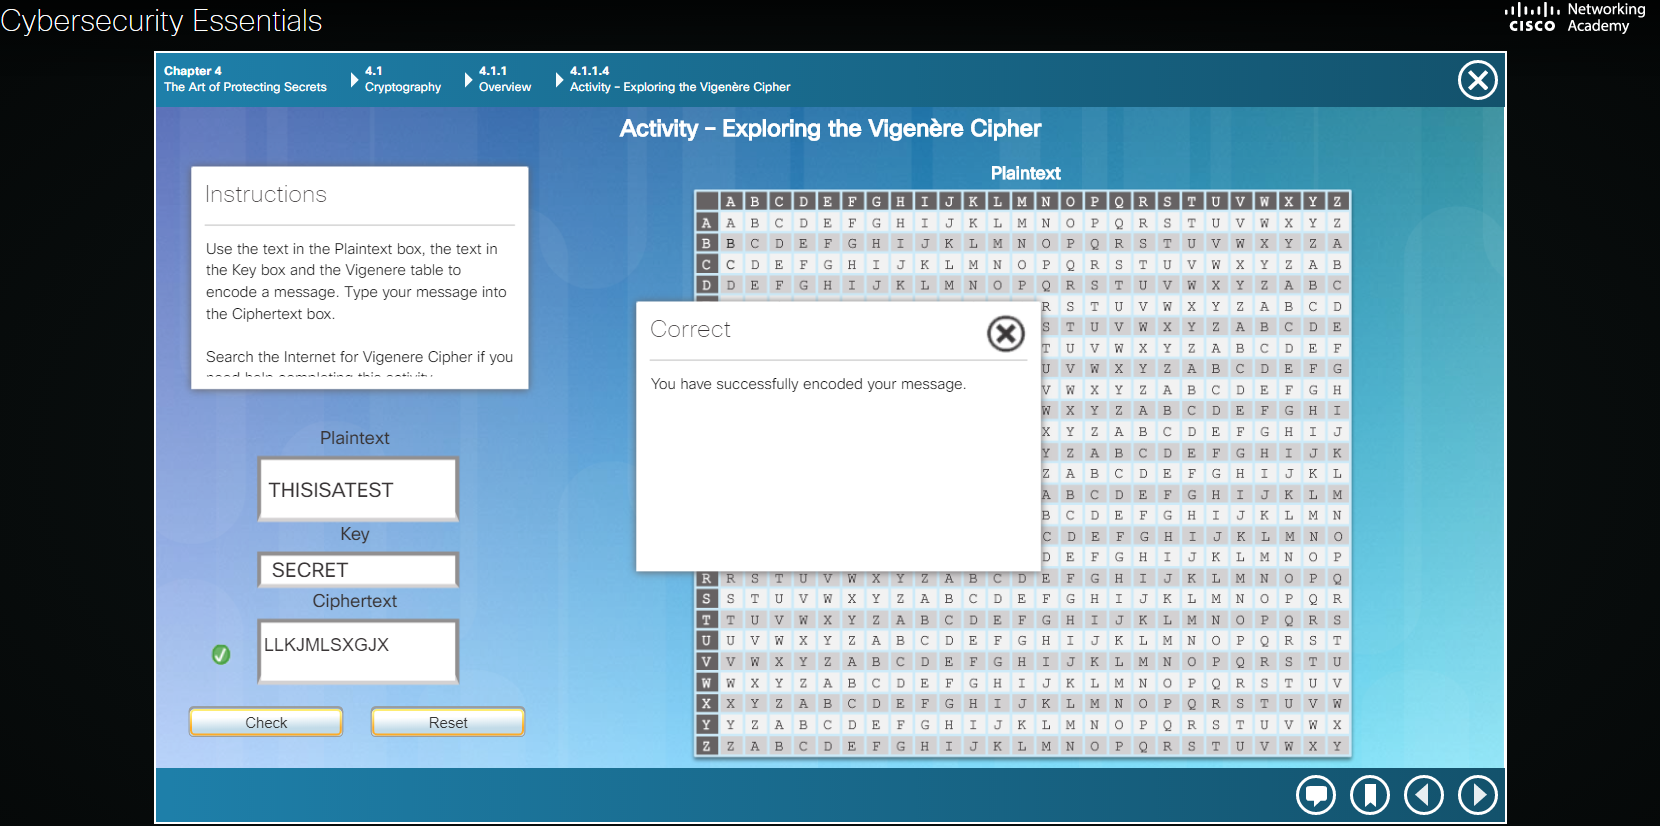 Cybersecurity Essentials
Networking
CISCO Academy
Chapter 4
The Art of Protecting Secrets
4.1
Cryptography
4.1.1
Overview
4.1.1.4
Activity - Exploring the Vigenère Cipher
Activity – Exploring the Vigenère Cipher
Instructions
Use the text in the Plaintext box, the text in
the Key box and the Vigenere table to
encode a message. Type your message into
the Ciphertext box.
Search the Internet for Vigenere Cipher if you
Plaintext
THISISATEST
Key
SECRET
Ciphertext
LLKJMLSXGJX
Check
Reset
Plaintext
A B C D E F G H I J K L M N O P Q R S T U V W X Y Z
A A B C D E F G H I J K L M N O P Q R S T U V W X Y Z
B B C D E F G H I J K L M N O P Q R S T U V W X Y Z A
C C D E F G H I J K L M N O P Q R S T U V W X Y Z A B
D D E F G H I J K L M N O P Q R S T U V W X Y Z A B C
R S T U V W X Y Z A B C D
S T U V W X Y Z A B C D E
T U V W X Y Z A B C D E F
U V W X Y Z A B C D E F G
V W X Y Z A B C D E F G H
W X Y Z A B C D E F G H I
X Y Z A B C D E F G H I J
Y Z A B C D E F G H I J K
Z A B C D E F G H I J K L
A B C D E F G H I J K L M
B C D E F G H I J K L M N
C D E F G H I J K L M N O
D E F G H I J K L M N O P
R R S T U V W X Y Z A B C D E F G H I J K L M N O P Q
S S T U V W X Y Z A B C D E F G H I J K L M N O P Q R
T T U V W X Y Z A B C D E F G H I J K L M N O P Q R S
U U V W X Y Z A B C D E F G H I J K L M N O P Q R S T
V V W X Y Z A B C D E F G H I J K L M N O P Q R S T U
W W X Y Z A B C D E F G H I J K L M N O P Q R S T U V
X X Y Z A B C D E F G H I J K L M N O P Q R S T U V W
Y Y Z A B C D E F G H I J K L M N O P Q R S T U V W X
Z Z A B C D E F G H I J K L M N O P Q R S T U V W X Y
Correct
You have successfully encoded your message.